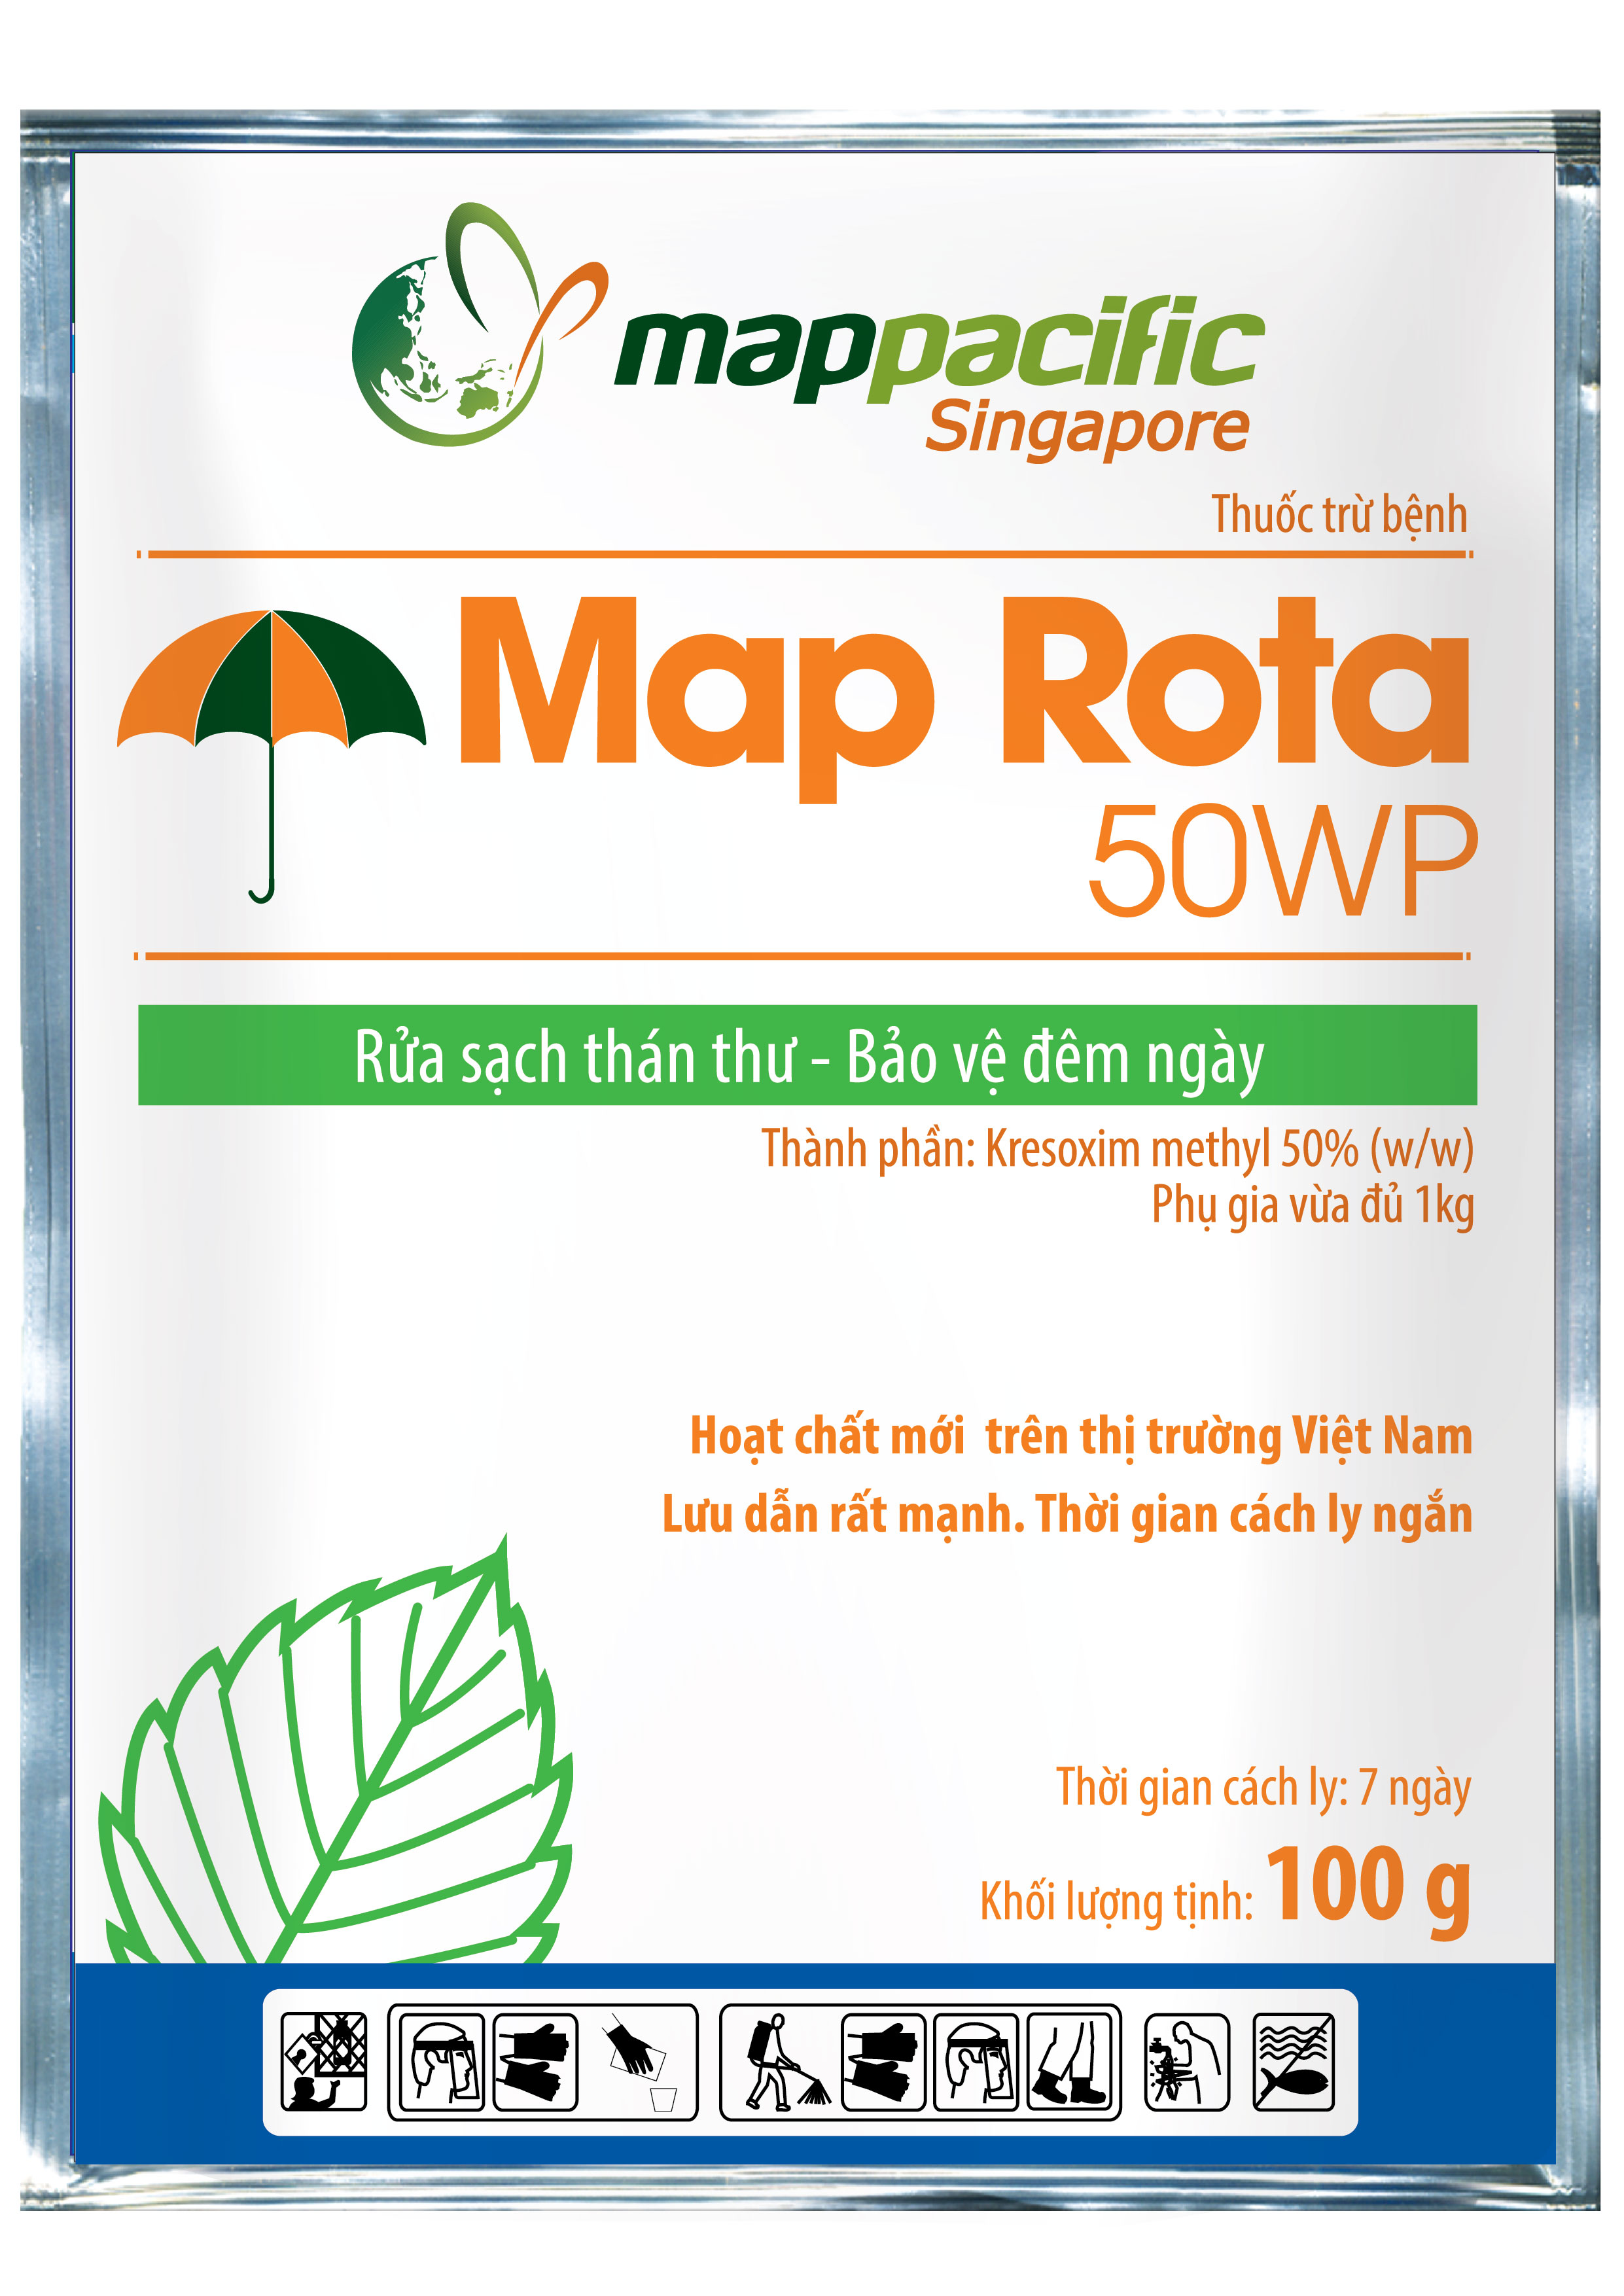 mappacific
Singapore
Thuốc trừ bệnh
Map Rota
50WP
Rửa sạch thán thư - Bảo vệ đêm ngày
Thành phần: Kresoxim methyl 50% (w/w)
Phụ gia vừa đủ 1kg
Hoạt chất mới trên thị trường Việt Nam
Lưu dẫn rất mạnh. Thời gian cách ly ngắn
Thời gian cách ly: 7 ngày
Khối lượng tịnh: 100 g